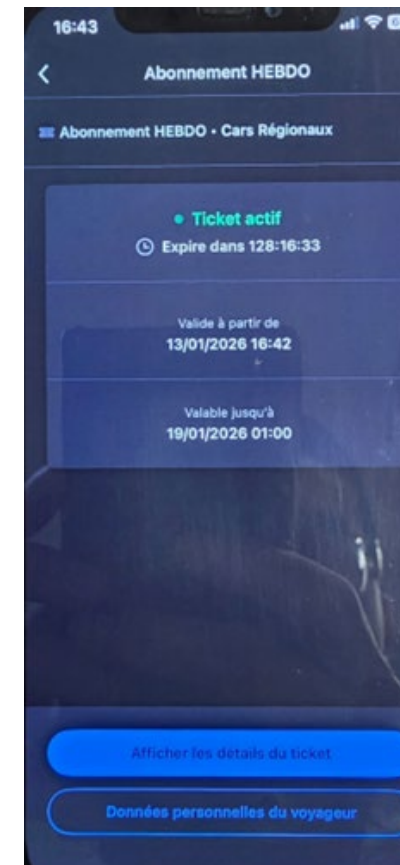 16:43
Abonnement HEBDO
Abonnement HEBDO • Cars Régionaux
Ticket actif
Expire dans 128:16:33
Valide à partir de
13/01/2026 16:42
Valable jusqu'à
19/01/2026 01:00
Afficher les détails du ticket
Données personnelles du voyageur